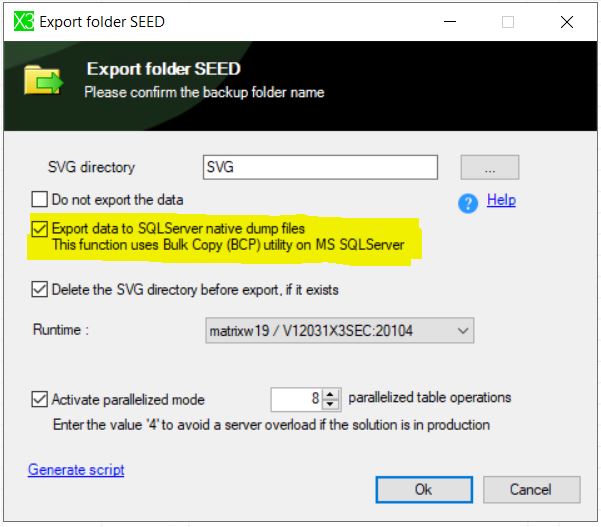 X3 Export folder SEED
Export folder SEED
Please confirm the backup folder name
SVG directory SVG ...
Do not export the data ? Help
Export data to SQLServer native dump files
This function uses Bulk Copy (BCP) utility on MS SQLServer
Delete the SVG directory before export, if it exists
Runtime : matrixw19 / V12031X3SEC:20104
Activate parallelized mode 8 parallelized table operations
Enter the value '4' to avoid a server overload if the solution is in production
Generate script
Ok Cancel